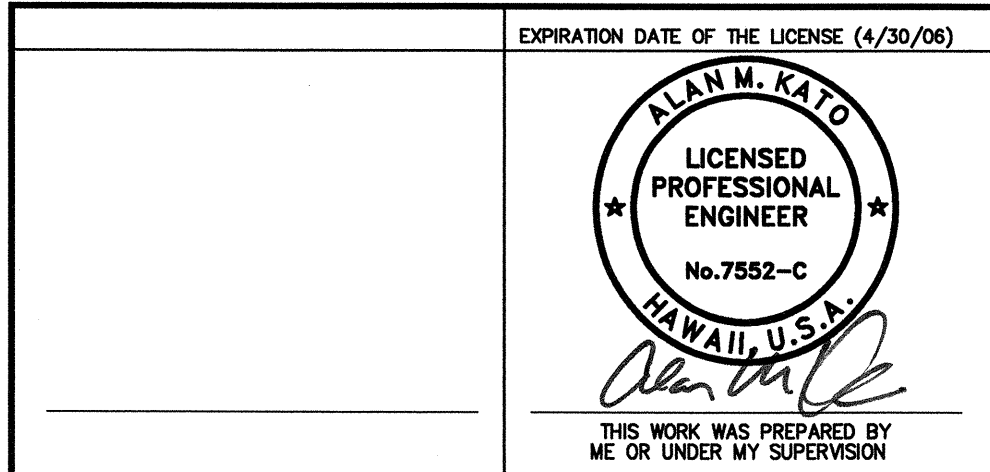 EXPIRATION DATE OF THE LICENSE (4/30/06)
ALAN M. KATO
LICENSED
PROFESSIONAL
ENGINEER
No.7552-C
HAWAII, U.S.A.
THIS WORK WAS PREPARED BY
ME OR UNDER MY SUPERVISION